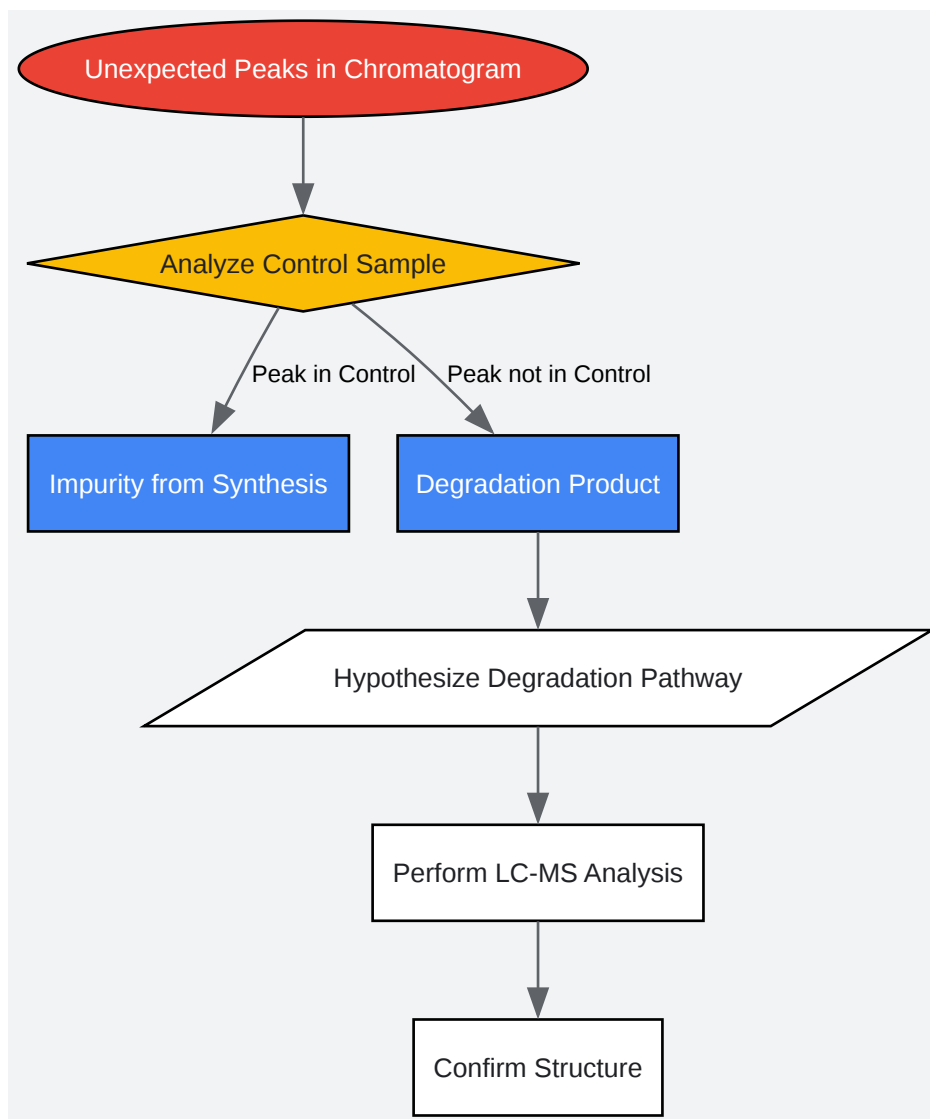 Unexpected Peaks in Chromatogram
Analyze Control Sample
Peak in Control
Peak not in Control
Impurity from Synthesis
Degradation Product
Hypothesize Degradation Pathway
Perform LC-MS Analysis
Confirm Structure